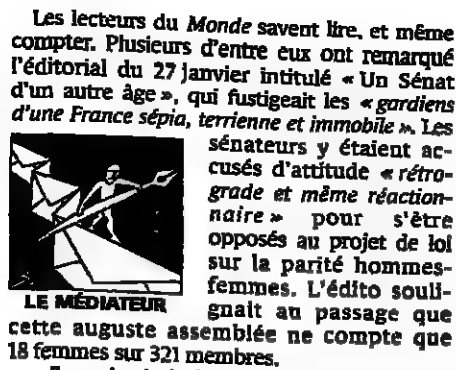 Les lecteurs du Monde savent lire, et même
compter. Plusieurs d'entre eux ont remarqué
l'éditorial du 27 janvier intitulé « Un Sénat
d'un autre âge », qui fustigeait les « gardiens
d'une France sépia, terrienne et immobile ». Les
sénateurs y étaient ac-
cusés d'attitude « rétro-
grade et même réaction-
naire » pour s'être
opposés au projet de loi
sur la parité hommes-
femmes. L'édito souli-
gnait au passage que
LE MÉDIATEUR
cette auguste assemblée ne compte que
18 femmes sur 321 membres.